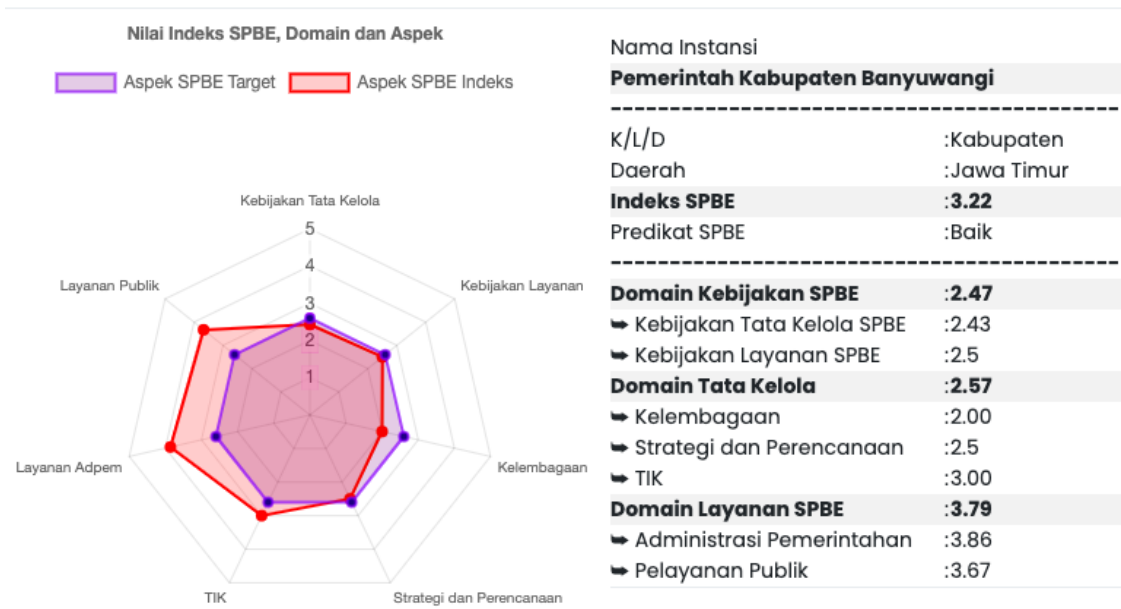 Nilai Indeks SPBE, Domain dan Aspek
Aspek SPBE Target
Aspek SPBE Indeks
Kebijakan Tata Kelola
5
4
3
2
1
Layanan Publik
Kebijakan Layanan
Layanan Adpem
Kelembagaan
TIK
Strategi dan Perencanaan
Nama Instansi
Pemerintah Kabupaten Banyuwangi
K/L/D :Kabupaten
Daerah :Jawa Timur
Indeks SPBE :3.22
Predikat SPBE :Baik
Domain Kebijakan SPBE :2.47
➥ Kebijakan Tata Kelola SPBE :2.43
➥ Kebijakan Layanan SPBE :2.5
Domain Tata Kelola :2.57
➥ Kelembagaan :2.00
➥ Strategi dan Perencanaan :2.5
➥ TIK :3.00
Domain Layanan SPBE :3.79
➥ Administrasi Pemerintahan :3.86
➥ Pelayanan Publik :3.67